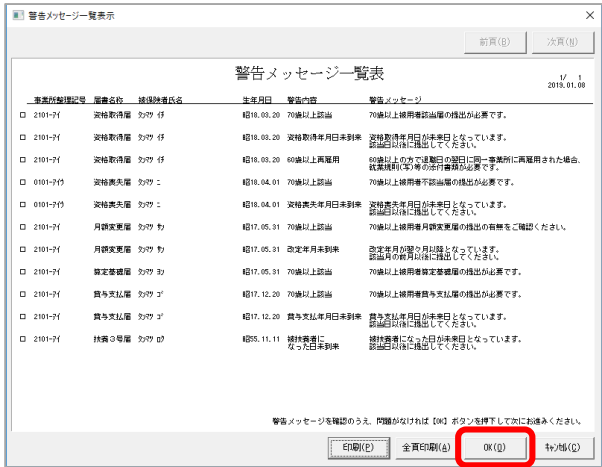 警告メッセージ一覧表示
前頁(B) 次頁(N)
警告メッセージ一覧表
1/ 1
2019.01.08
事業所整理記号 届書名称 被保険者氏名 生年月日 警告内容 警告メッセージ
□ 2101-アイ 資格取得届 タンマツ イチ 昭18.03.20 70歳以上該当 70歳以上被用者該当届の提出が必要です。
□ 2101-アイ 資格取得届 タンマツ イチ 昭18.03.20 資格取得年月日未到来 資格取得年月日が未来日となっています。
該当日以後に提出してください。
□ 2101-アイ 資格取得届 タンマツ イチ 昭18.03.20 60歳以上再雇用 60歳以上の方で退職日の翌日に同一事業所に再雇用された場合、
就業規則(写)等の添付書類が必要です。
□ 0101-アイウ 資格喪失届 タンマツ ニ 昭18.04.01 70歳以上該当 70歳以上被用者不該当届の提出が必要です。
□ 0101-アイウ 資格喪失届 タンマツ ニ 昭18.04.01 資格喪失年月日未到来 資格喪失年月日が未来日となっています。
該当日以後に提出してください。
□ 2101-アイ 月額変更届 タンマツ サン 昭17.05.31 70歳以上該当 70歳以上被用者月額変更届の提出の有無をご確認ください。
□ 2101-アイ 月額変更届 タンマツ サン 昭17.05.31 改定年月未到来 改定年月が翌々月以降となっています。
該当月の前月以後に提出してください。
□ 2101-アイ 算定基礎届 タンマツ ヨン 昭17.05.31 70歳以上該当 70歳以上被用者算定基礎届の提出が必要です。
□ 2101-アイ 賞与支払届 タンマツ ゴ 昭17.12.20 70歳以上該当 70歳以上被用者賞与支払届の提出が必要です。
□ 2101-アイ 賞与支払届 タンマツ ゴ 昭17.12.20 賞与支払年月日未到来 賞与支払年月日が未来日となっています。
該当日以後に提出してください。
□ 2101-アイ 扶養3号届 タンマツ ロク 昭55.11.11 被扶養者に 被扶養者になった日が未来日となっています。
なった日未到来 該当日以後に提出してください。
警告メッセージを確認のうえ、問題がなければ【OK】ボタンを押下して次にお進みください。
印刷(P) 全頁印刷(A) OK(O) キャンセル(C)